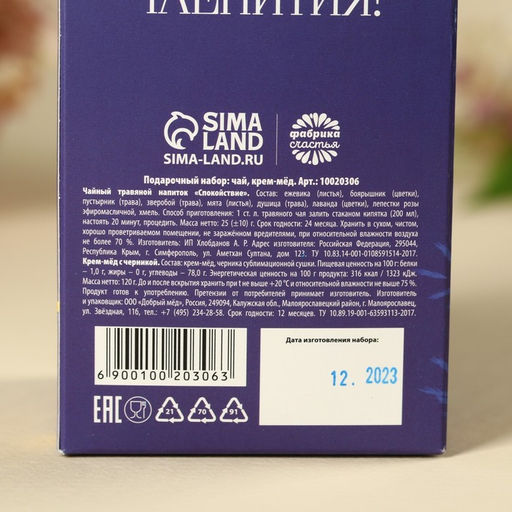 ЧАЕПИТИЯ!
SIMA
LAND
SIMA-LAND.RU
фабрика
счастья
Подарочный набор: чай, крем-мёд. Арт.: 10020306
Чайный травяной напиток «Спокойствие». Состав: ежевика (листья), боярышник (цветки),
пустырник (трава), зверобой (трава), мята (листья), душица (трава), лаванда (цветки), лепестки розы
эфиромасличной, хмель. Способ приготовления: 1 ст. л. травяного чая залить стаканом кипятка (200 мл),
настоять 20 минут, процедить. Масса нетто: 25 (±10) г. Срок годности: 24 месяца. Хранить в сухом, чистом,
хорошо проветриваемом помещении, не заражённом вредителями, при относительной влажности воздуха
не более 70 %. Изготовитель: ИП Хлобданов А. Р. Адрес изготовителя: Российская Федерация, 295044,
Республика Крым, г. Симферополь, ул. Аметхан Султана, дом 123. ТУ 10.83.14-001-0108591514-2017.
Крем-мёд с черникой. Состав: крем-мёд, черника сублимационной сушки. Пищевая ценность на 100 г: белки
– 1,0 г, жиры – 0 г, углеводы – 78,0 г. Энергетическая ценность на 100 г продукта: 316 ккал / 1323 кДж.
Масса нетто: 120 г. До и после вскрытия хранить при t не выше +20 °С и относительной влажности не выше 75 %.
Продукт готов к употреблению. Претензии от потребителей принимает изготовитель. Изготовитель
и упаковщик: ООО «Добрый мёд», Россия, 249094, Калужская обл., Малоярославецкий район, г. Малоярославец,
ул. Звёздная, 116, тел.: +7 (495) 234-28-58. Срок годности: 12 месяцев. ТУ 10.89.19-001-63593113-2017.
Дата изготовления набора:
12. 2023
6 900100 203063
EAC
21
70
91